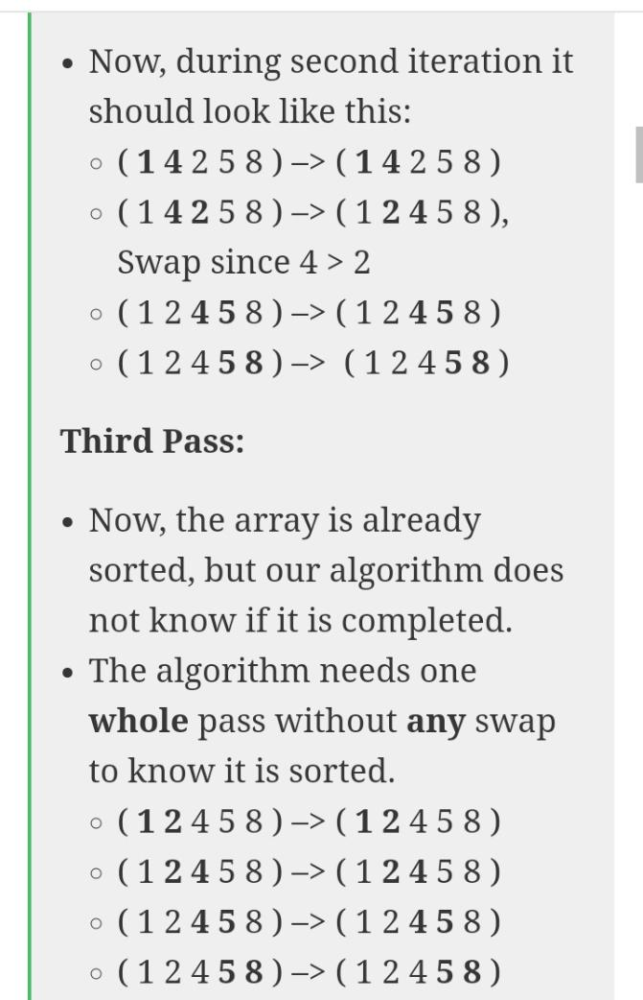 • Now, during second iteration it
should look like this:
○ ( 1 4 2 5 8 ) –> ( 1 4 2 5 8 )
○ ( 1 4 2 5 8 ) –> ( 1 2 4 5 8 ),
Swap since 4 > 2
○ ( 1 2 4 5 8 ) –> ( 1 2 4 5 8 )
○ ( 1 2 4 5 8 ) –>  ( 1 2 4 5 8 )
Third Pass:
• Now, the array is already
sorted, but our algorithm does
not know if it is completed.
• The algorithm needs one
whole pass without any swap
to know it is sorted.
○ ( 1 2 4 5 8 ) –> ( 1 2 4 5 8 )
○ ( 1 2 4 5 8 ) –> ( 1 2 4 5 8 )
○ ( 1 2 4 5 8 ) –> ( 1 2 4 5 8 )
○ ( 1 2 4 5 8 ) –> ( 1 2 4 5 8 )